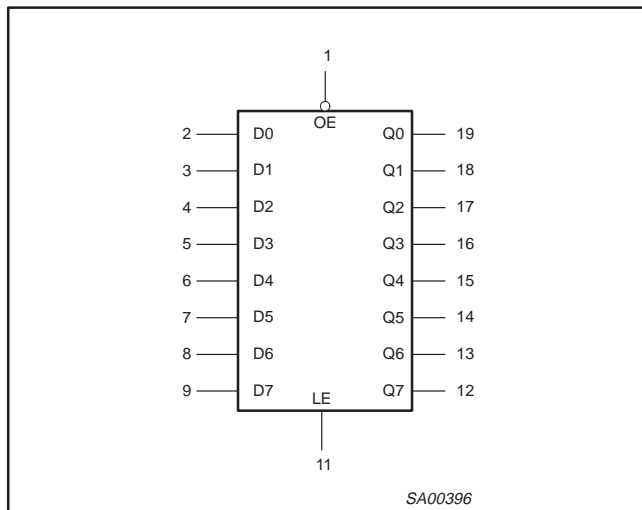 1
OE
2 D0 Q0 19
3 D1 Q1 18
4 D2 Q2 17
5 D3 Q3 16
6 D4 Q4 15
7 D5 Q5 14
8 D6 Q6 13
9 D7 Q7 12
LE
11
SA00396